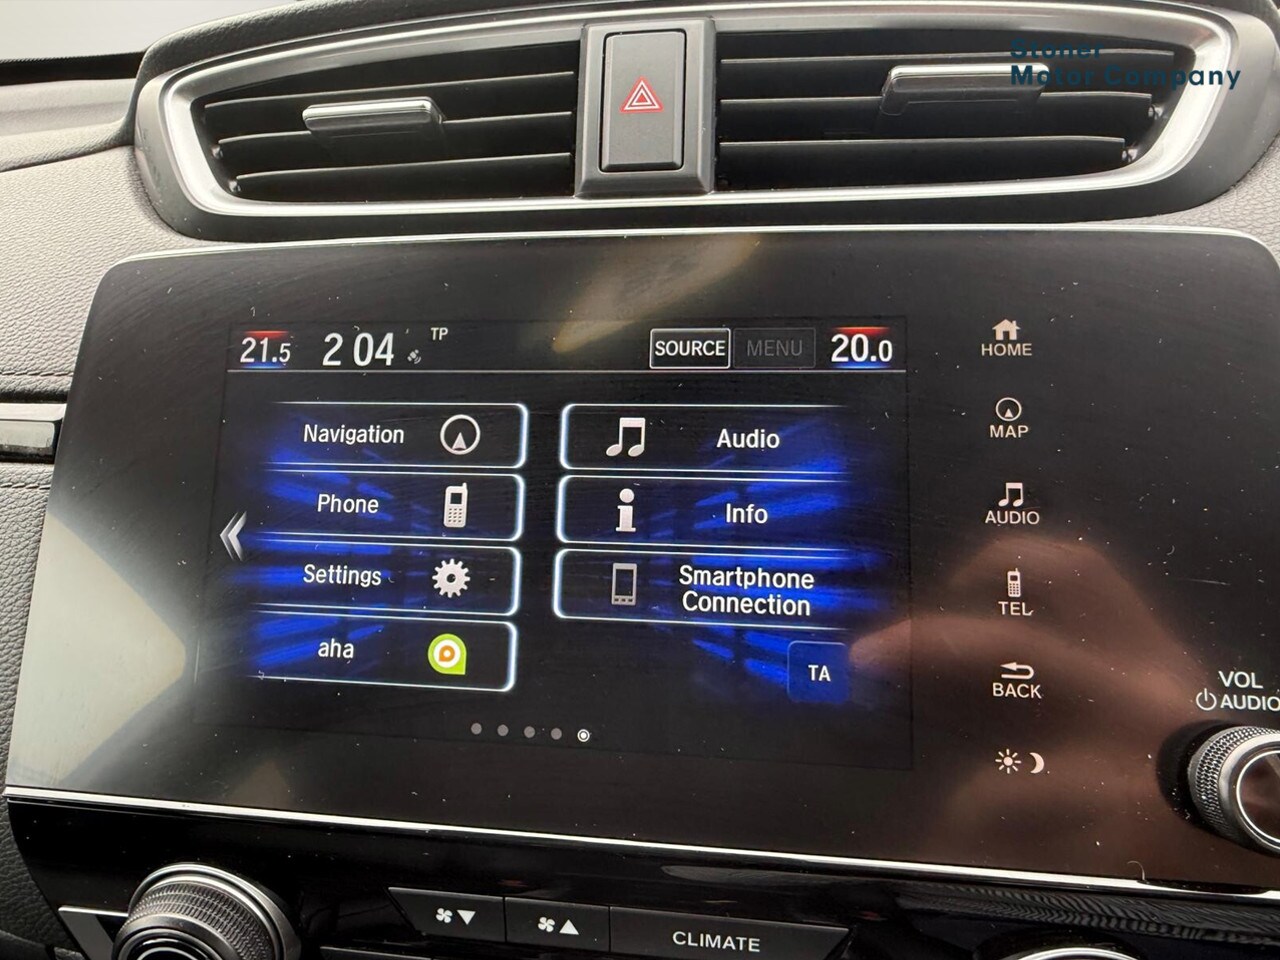 Stoner
Motor Company
21.5 2 04 TP SOURCE MENU 20.0
HOME
MAP
AUDIO
TEL
BACK
Navigation
Audio
Phone
Info
Settings
Smartphone
Connection
aha
TA
VOL
AUDIO
CLIMATE